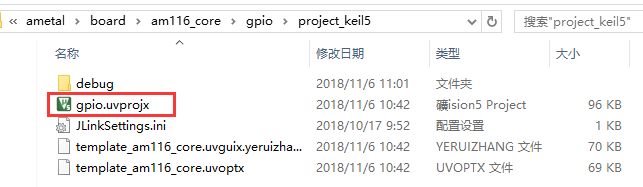 « ametal > board > am116_core > gpio > project_keil5
搜索"project_keil5"
名称 修改日期 类型 大小
debug 2018/11/6 11:01 文件夹
gpio.uvprojx 2018/11/6 10:42 礦ision5 Project 96 KB
JLinkSettings.ini 2018/10/17 9:52 配置设置 1 KB
template_am116_core.uvguix.yeruizha... 2018/11/6 10:42 YERUIZHANG 文件 70 KB
template_am116_core.uvoptx 2018/11/6 10:42 UVOPTX 文件 23 KB